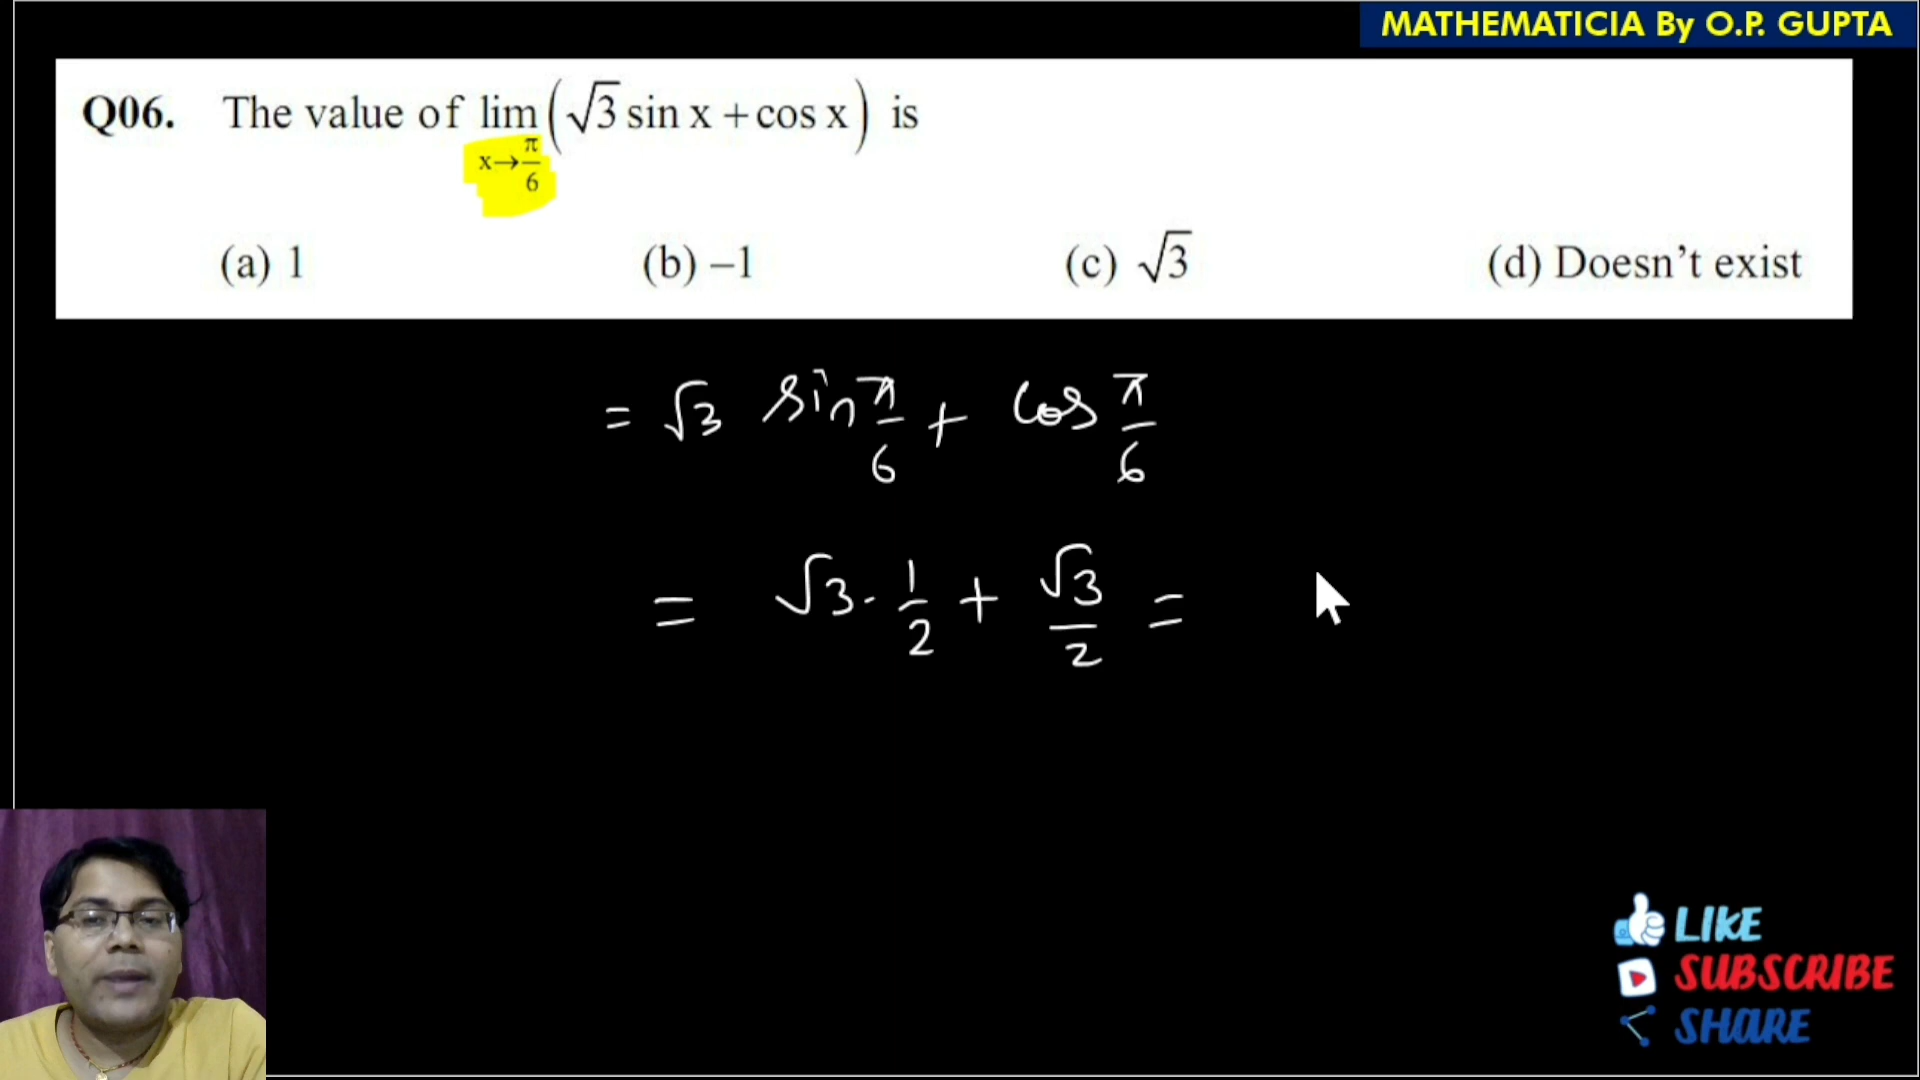 MATHEMATICIA By O.P. GUPTA
Q06. The value of lim x→π/6 (√3 sin x + cos x) is
(a) 1 (b) –1 (c) √3 (d) Doesn’t exist
= √3 sin π/6 + cos π/6
= √3 · 1/2 + √3/2 =
LIKE
SUBSCRIBE
SHARE